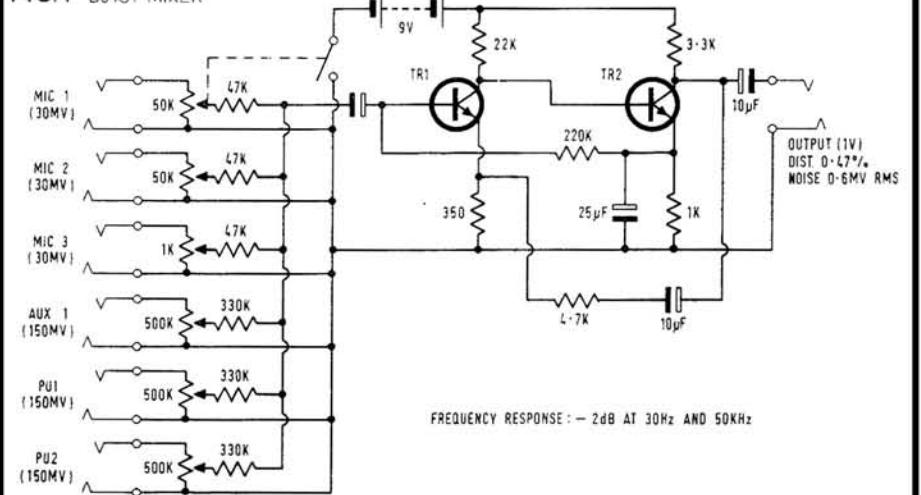 MIXER
9V
22K
3·3K
TR1
TR2
47K
MIC 1
(30MV)
50K
10µF
220K
OUTPUT (1V)
DIST 0·47%
NOISE 0·6MV RMS
47K
MIC 2
(30MV)
50K
350
25µF
1K
47K
MIC 3
(30MV)
1K
4·7K
10µF
330K
AUX 1
(150MV)
500K
330K
PU1
(150MV)
500K
FREQUENCY RESPONSE : – 2dB AT 30Hz AND 50KHz
330K
PU2
(150MV)
500K